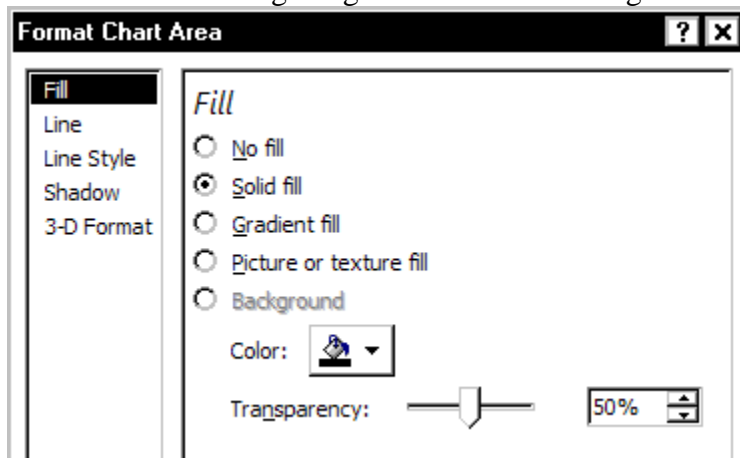 Format Chart Area ? X
Fill
Line
Line Style
Shadow
3-D Format
Fill
No fill
Solid fill
Gradient fill
Picture or texture fill
Background
Color:
Transparency: 50%